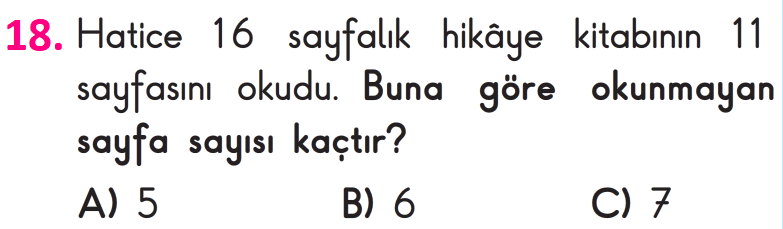 18. Hatice 16 sayfalık hikâye kitabının 11
sayfasını okudu. Buna göre okunmayan
sayfa sayısı kaçtır?
A) 5 B) 6 C) 7